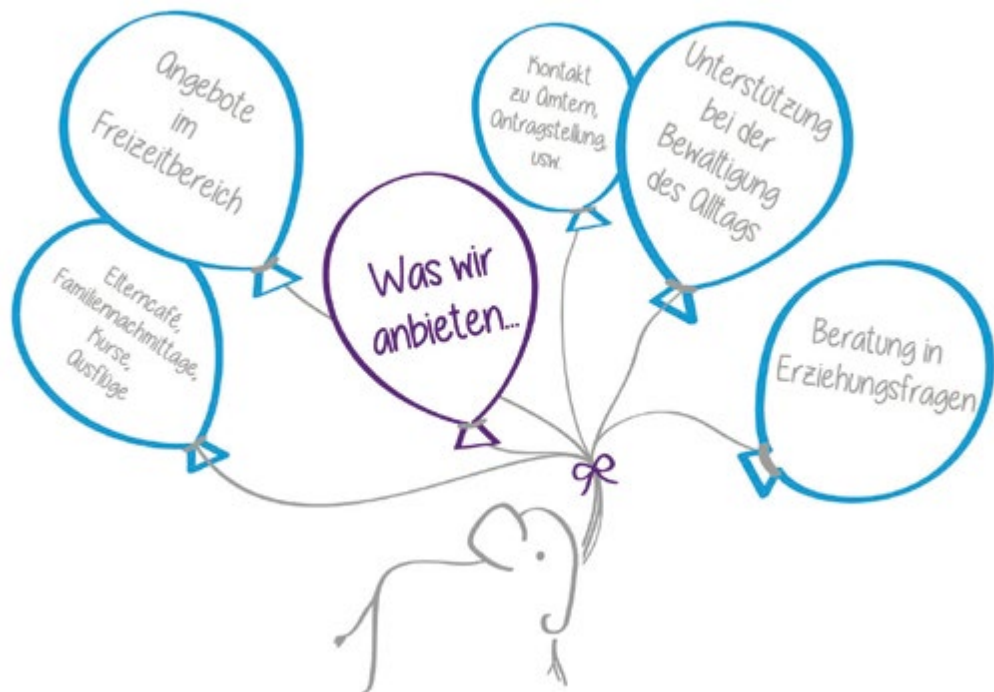 Angebote
im
Freizeitbereich
Kontakt
zu Ämtern,
Antragstellung,
usw.
Unterstützung
bei der
Bewältigung
des Alltags
Elterncafé,
Familiennachmittage,
Kurse,
Ausflüge
Was wir
anbieten...
Beratung in
Erziehungsfragen